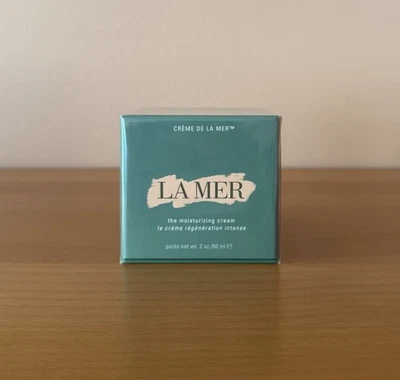 CRÈME DE LA MER™
LA MER
the moisturizing cream
la crème régénération intense
poids net wt. 2 oz./60 ml ℮